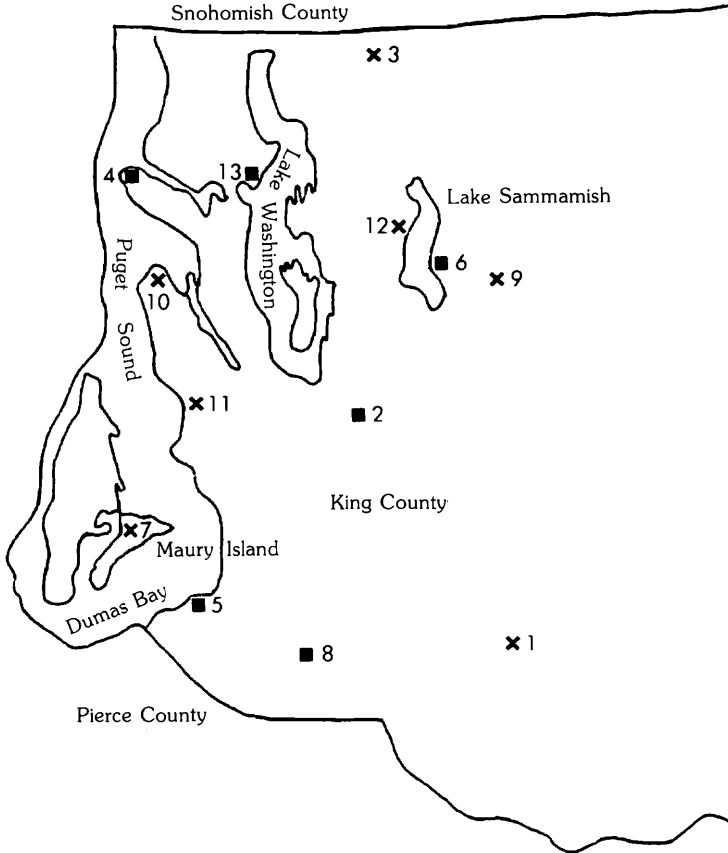 Snohomish County
3
4
13
Lake Washington
Lake Sammamish
12
6
9
Puget Sound
10
11
2
King County
7
Maury Island
Dumas Bay
5
8
1
Pierce County